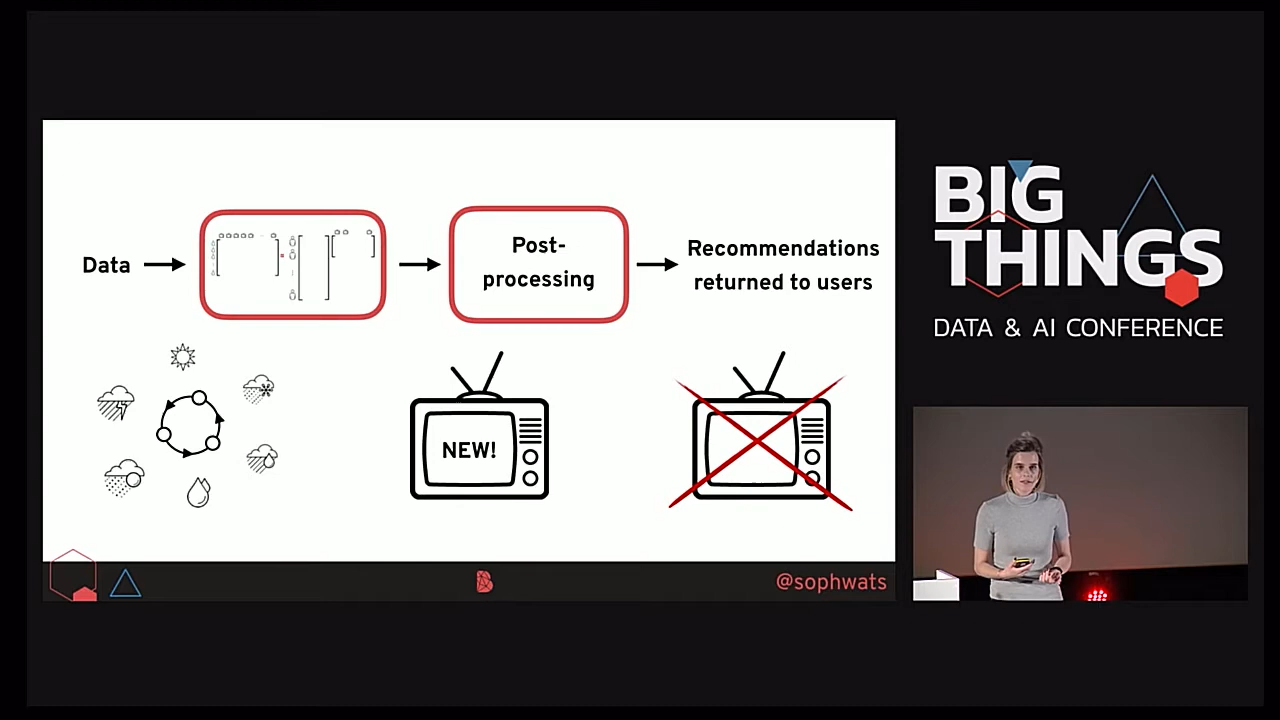 Data
Post-
processing
Recommendations
returned to users
NEW!
@sophwats
BIG
THINGS
DATA & AI CONFERENCE